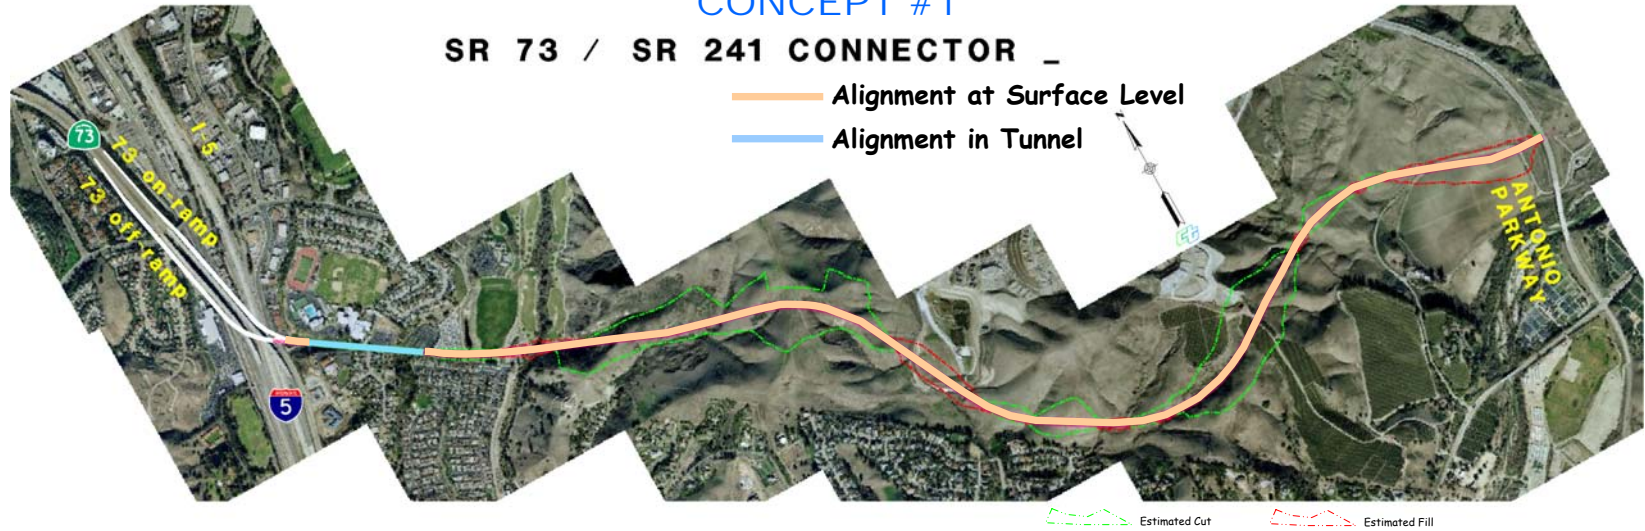 CONCEPT #1
SR 73 / SR 241 CONNECTOR _
Alignment at Surface Level
Alignment in Tunnel
N
ct
73
I-5
73 on-ramp
73 off-ramp
5
ANTONIO
PARKWAY
Estimated Cut
Estimated Fill